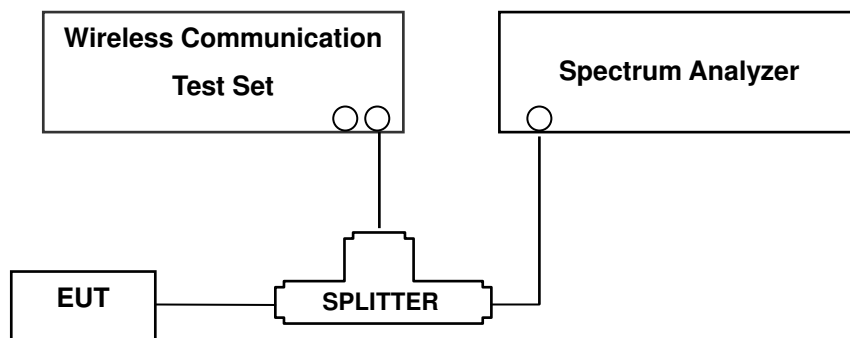 Wireless Communication
Test Set
Spectrum Analyzer
EUT
SPLITTER